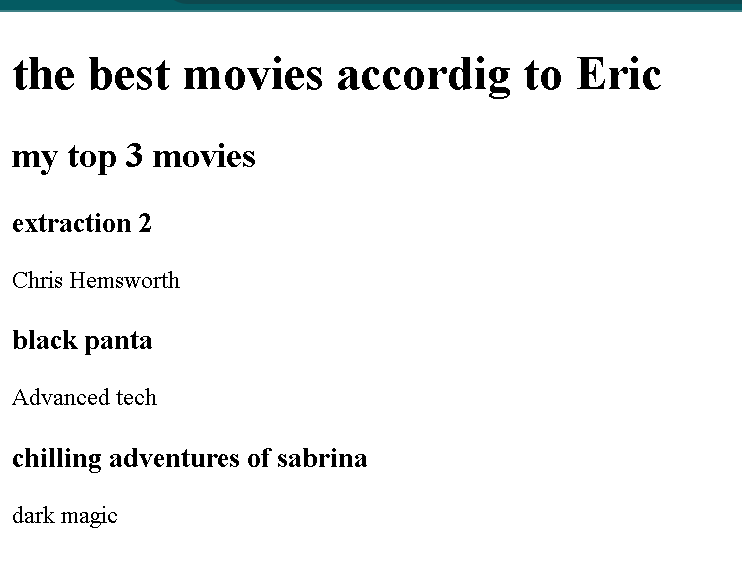 the best movies accordig to Eric
my top 3 movies
extraction 2
Chris Hemsworth
black panta
Advanced tech
chilling adventures of sabrina
dark magic